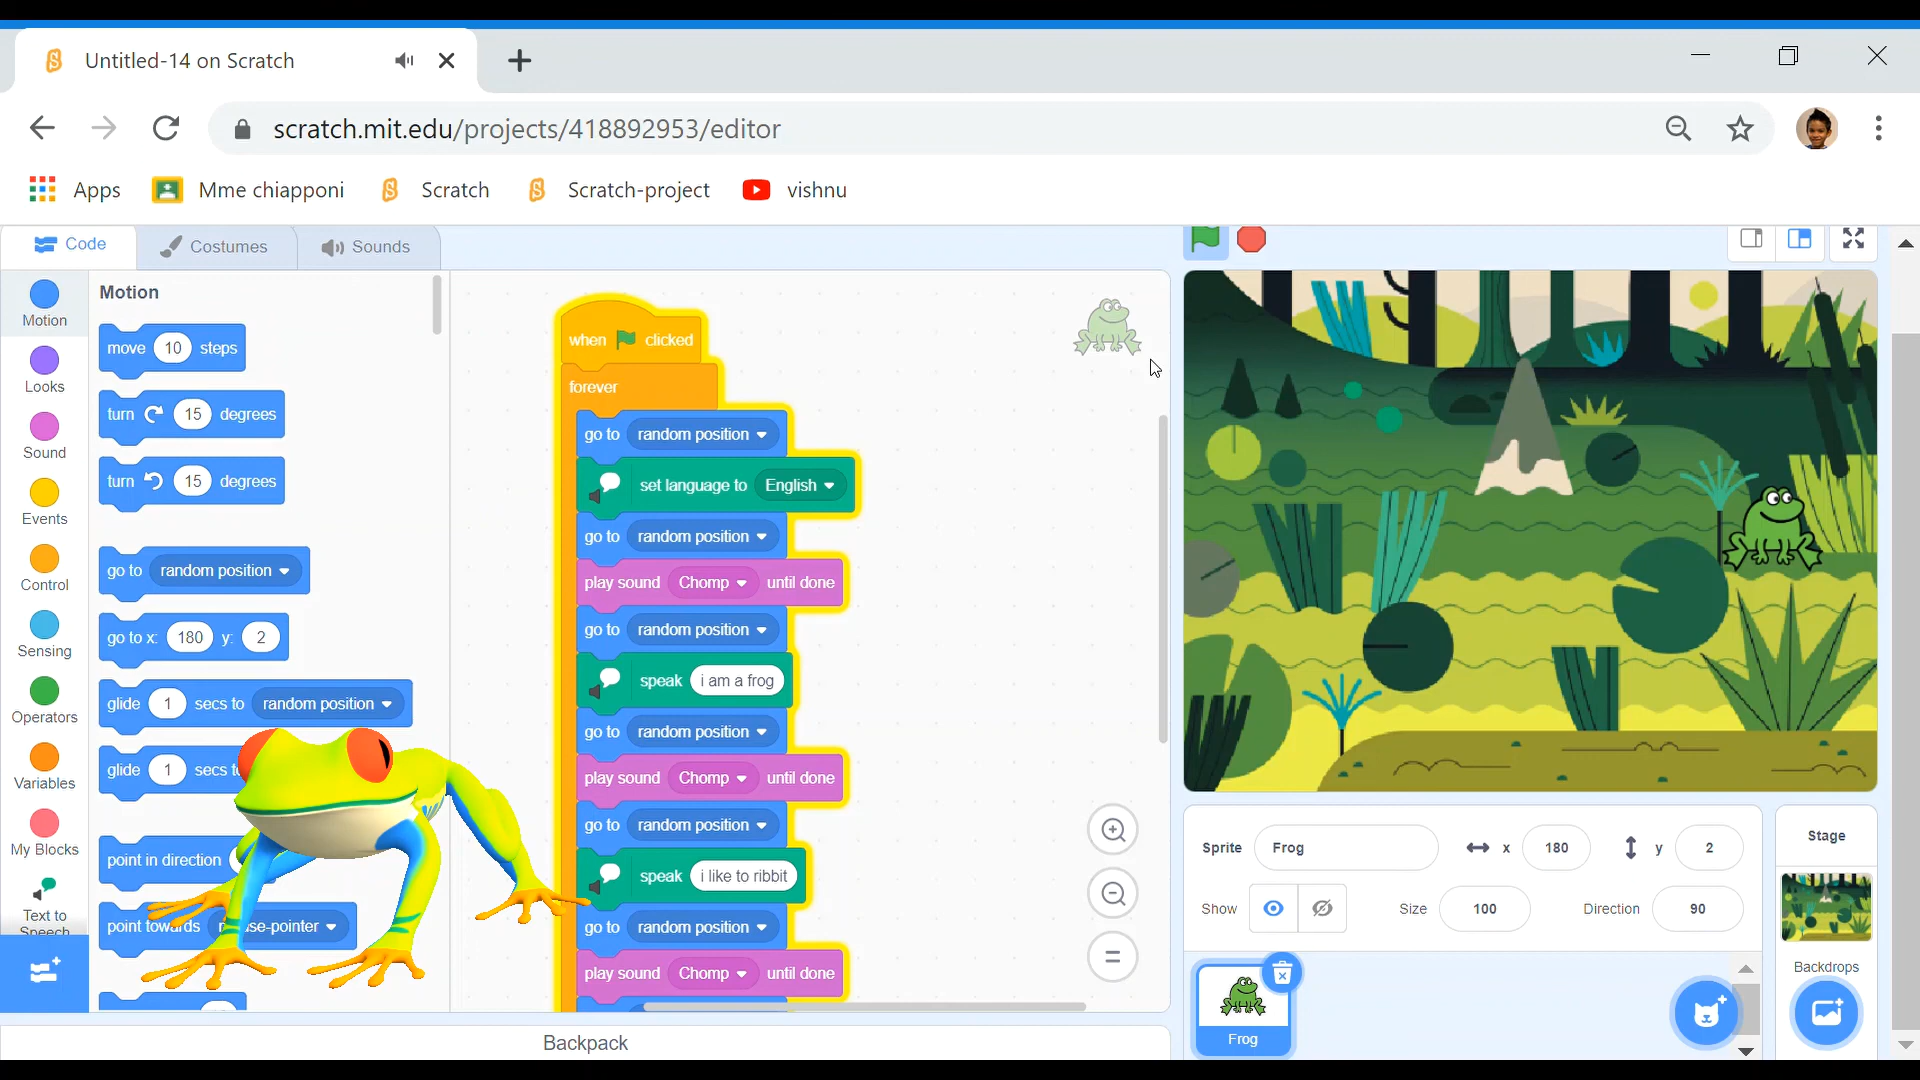 Untitled-14 on Scratch
scratch.mit.edu/projects/418892953/editor
Apps
Mme chiapponi
Scratch
Scratch-project
vishnu
Code
Costumes
Sounds
Motion
Looks
Sound
Events
Control
Sensing
Operators
Variables
My Blocks
Text to
Speech
Motion
move 10 steps
turn 15 degrees
turn 15 degrees
go to random position
go to x: 180 y: 2
glide 1 secs to random position
glide 1 secs
point in direction
point towards
se-pointer
when clicked
forever
go to random position
set language to English
go to random position
play sound Chomp until done
go to random position
speak i am a frog
go to random position
play sound Chomp until done
go to random position
speak i like to ribbit
go to random position
play sound Chomp until done
Backpack
Sprite Frog x 180 y 2
Show Size 100 Direction 90
Frog
Stage
Backdrops